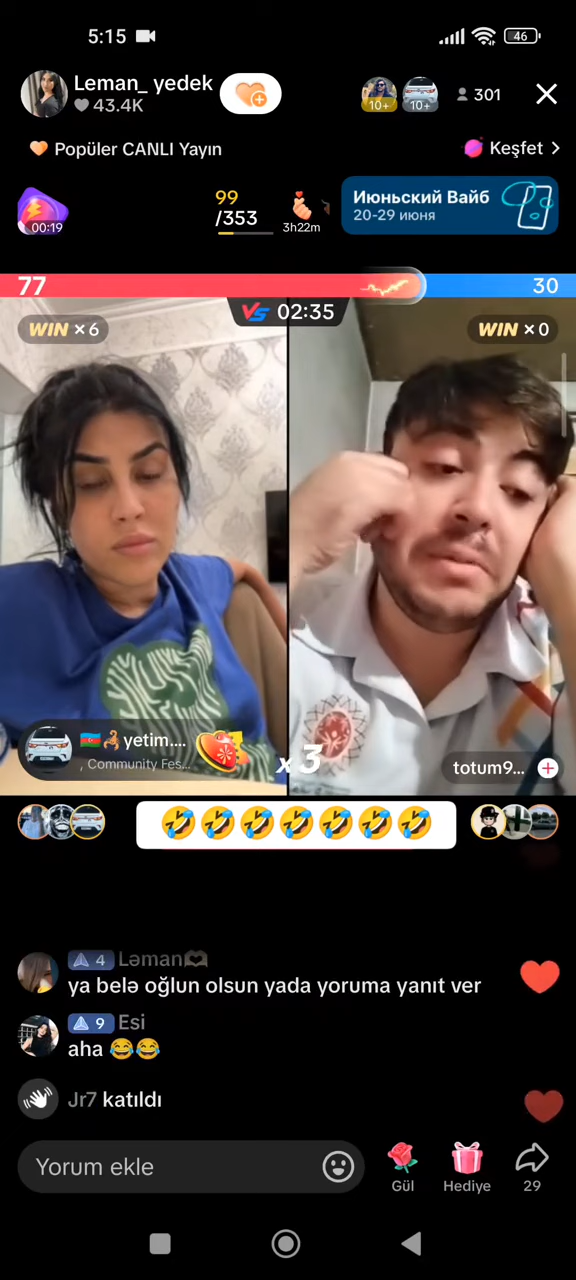 5:15
46
Leman_ yedek
43.4K
10+
10+
301
Popüler CANLI Yayın
Keşfet >
00:19
99
/353
3h22m
Июньский Вайб
20-29 июня
77
30
VS 02:35
WIN ×6
WIN ×0
🇦🇿🦂yetim....
, Community Fes...
x 3
totum9...
🤣🤣🤣🤣🤣🤣🤣
4 Ləman🫶
ya belə oğlun olsun yada yoruma yanıt ver
9 Esi
aha 😂😂
Jr7 katıldı
Yorum ekle
Gül
Hediye
29